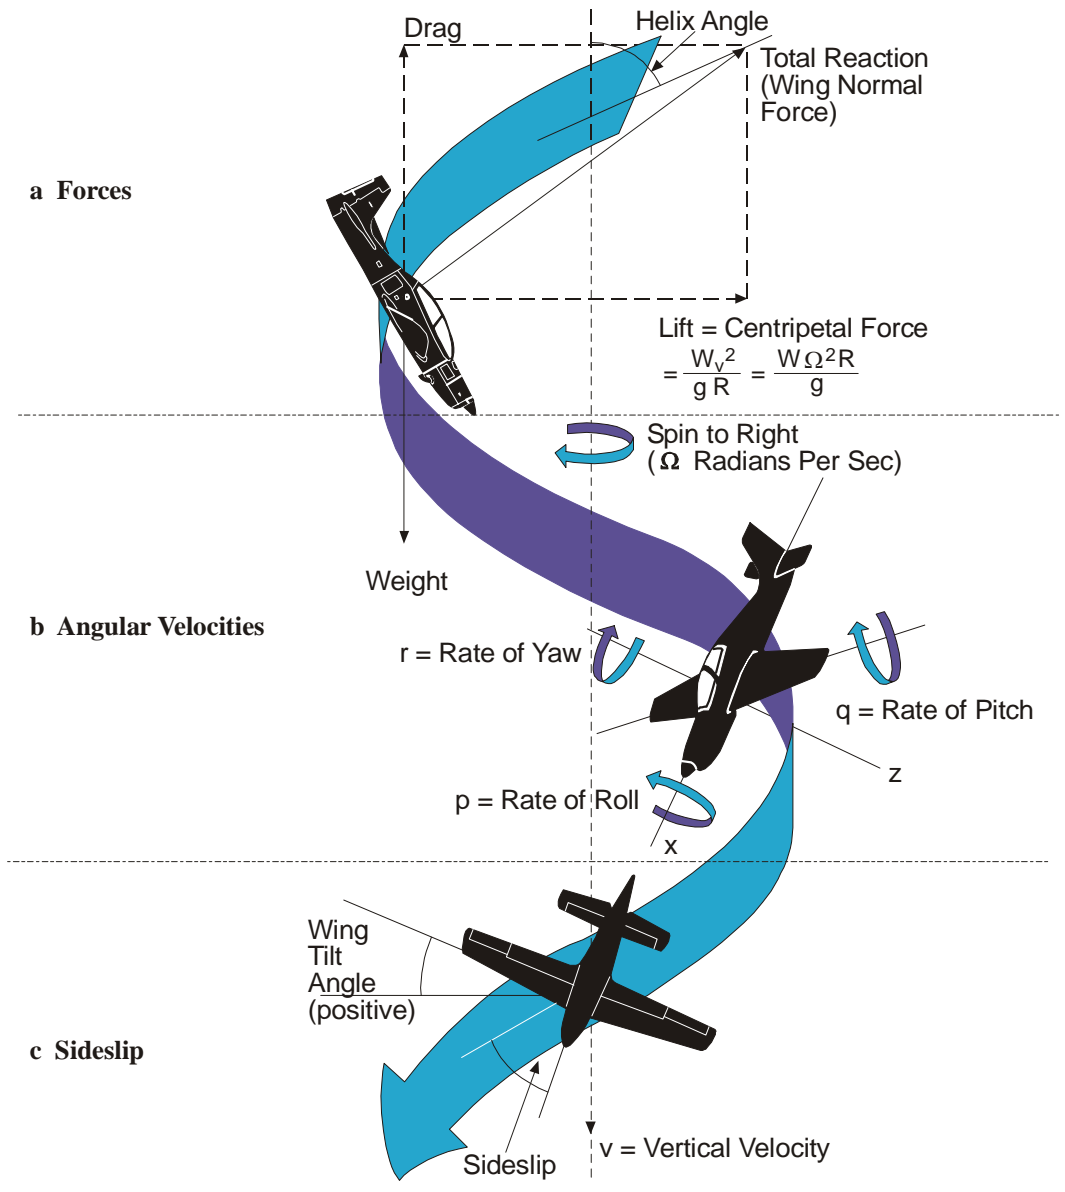 Drag
Helix Angle
Total Reaction
(Wing Normal
Force)
a Forces
Lift = Centripetal Force
= Wv² / g R = W Ω² R / g
Spin to Right
( Ω Radians Per Sec)
Weight
b Angular Velocities
r = Rate of Yaw
q = Rate of Pitch
z
p = Rate of Roll
x
Wing
Tilt
Angle
(positive)
c Sideslip
v = Vertical Velocity
Sideslip